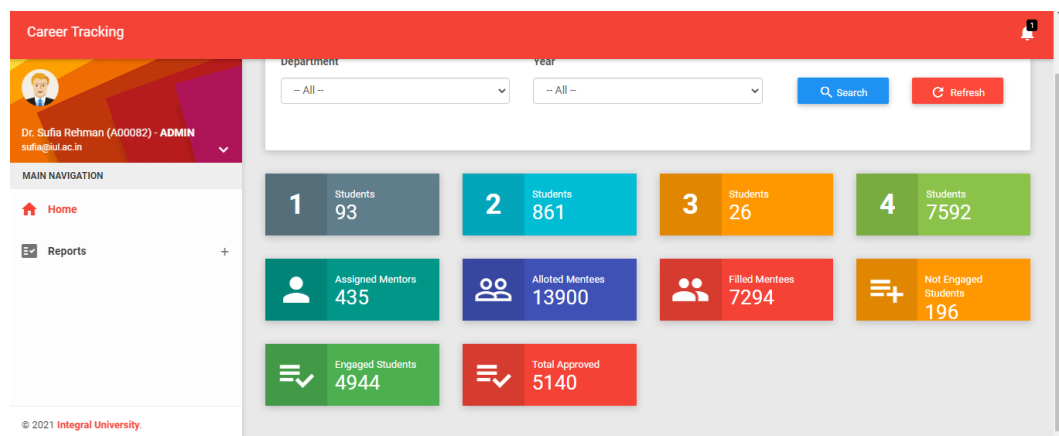 Career Tracking
1
Dr. Sufia Rehman (A00082) - ADMIN
sufia@iul.ac.in
MAIN NAVIGATION
Home
Reports +
© 2021 Integral University.
Department Year
-- All -- -- All -- Search Refresh
1 Students 93
2 Students 861
3 Students 26
4 Students 7592
Assigned Mentors
435
Alloted Mentees
13900
Filled Mentees
7294
Not Engaged
Students
196
Engaged Students
4944
Total Approved
5140